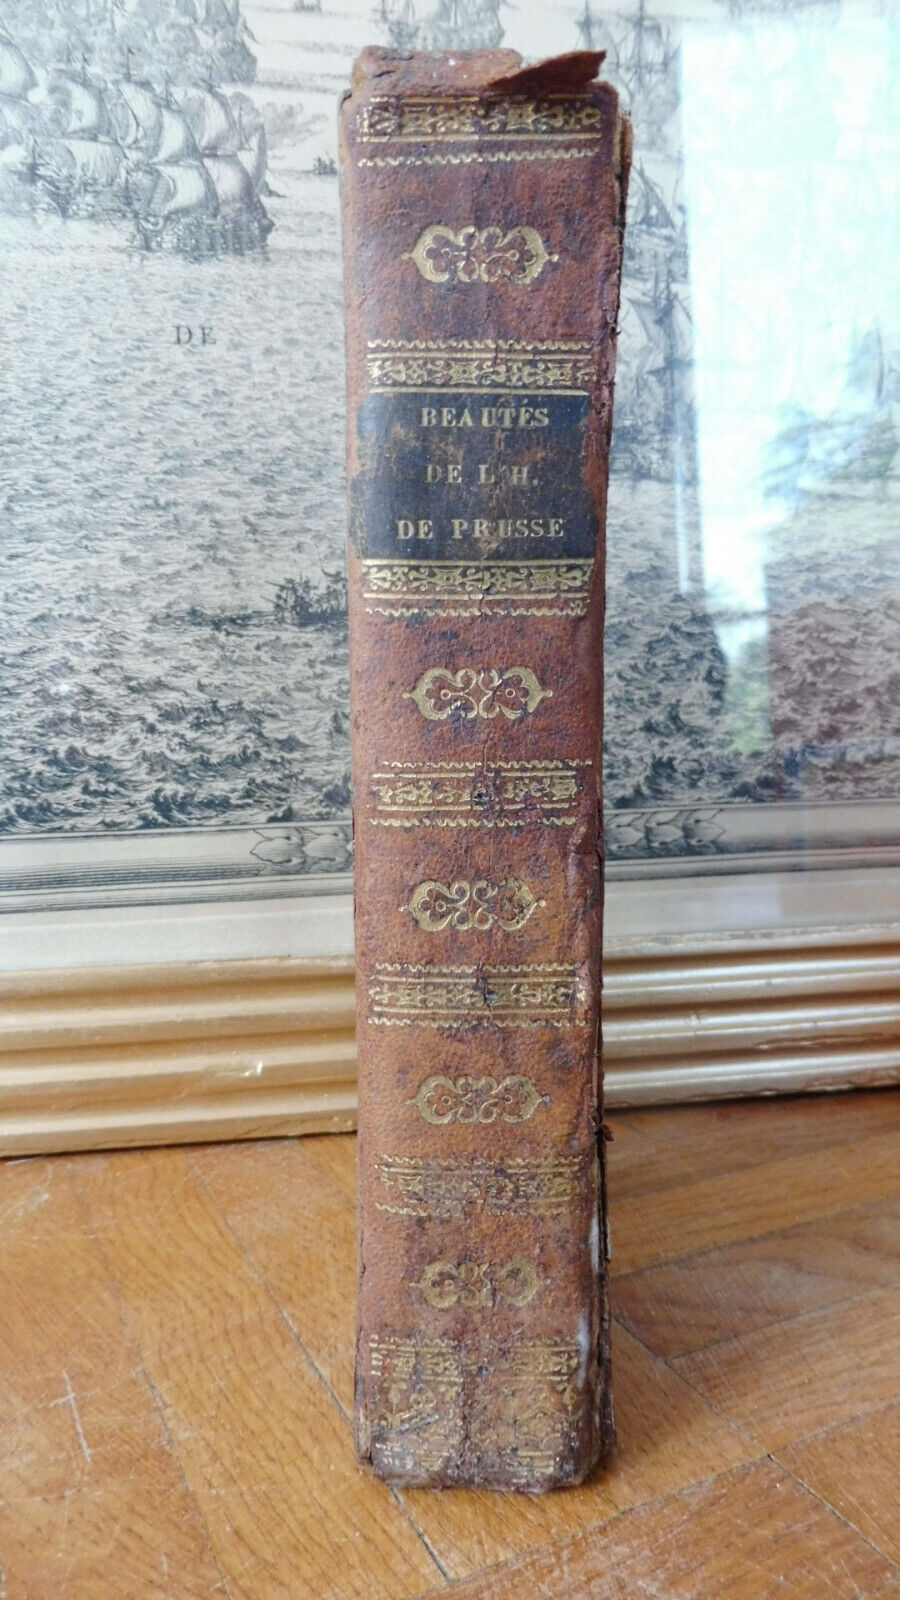 DE
BEAUTÉS
DE L'H.
DE PRUSSE